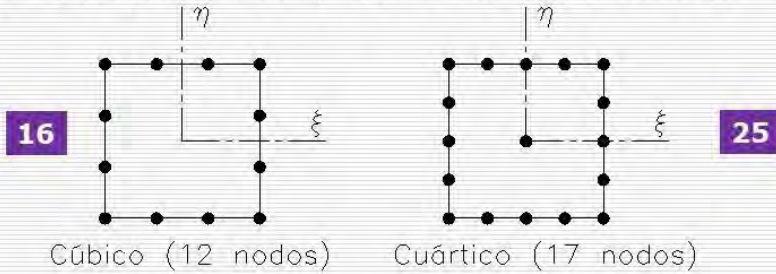 η η
16 ξ ξ 25
Cúbico (12 nodos) Cuártico (17 nodos)